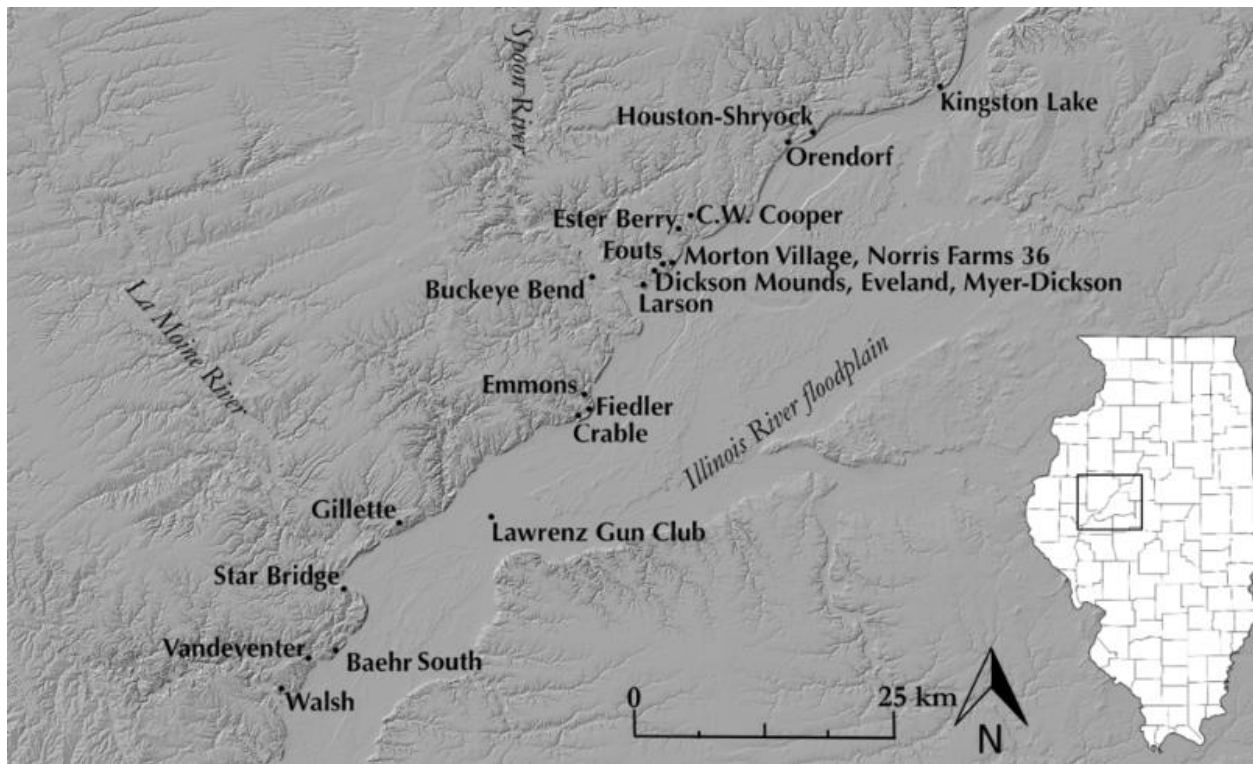 Spoon River
Kingston Lake
Houston-Shryock
Orendorf
Ester Berry
C.W. Cooper
Fouts
Morton Village, Norris Farms 36
Buckeye Bend
Dickson Mounds, Eveland, Myer-Dickson
Larson
La Moine River
Emmons
Fiedler
Crable
Illinois River floodplain
Gillette
Lawrenz Gun Club
Star Bridge
Vandeventer
Baehr South
Walsh
0
25 km
N